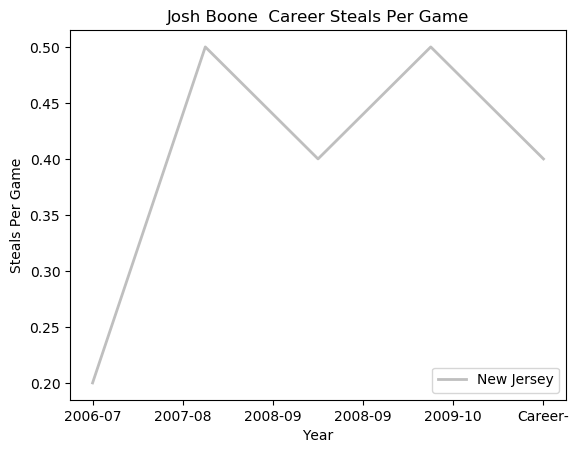 Josh Boone  Career Steals Per Game
Steals Per Game
0.50
0.45
0.40
0.35
0.30
0.25
0.20
New Jersey
2006-07 2007-08 2008-09 2008-09 2009-10 Career-
Year